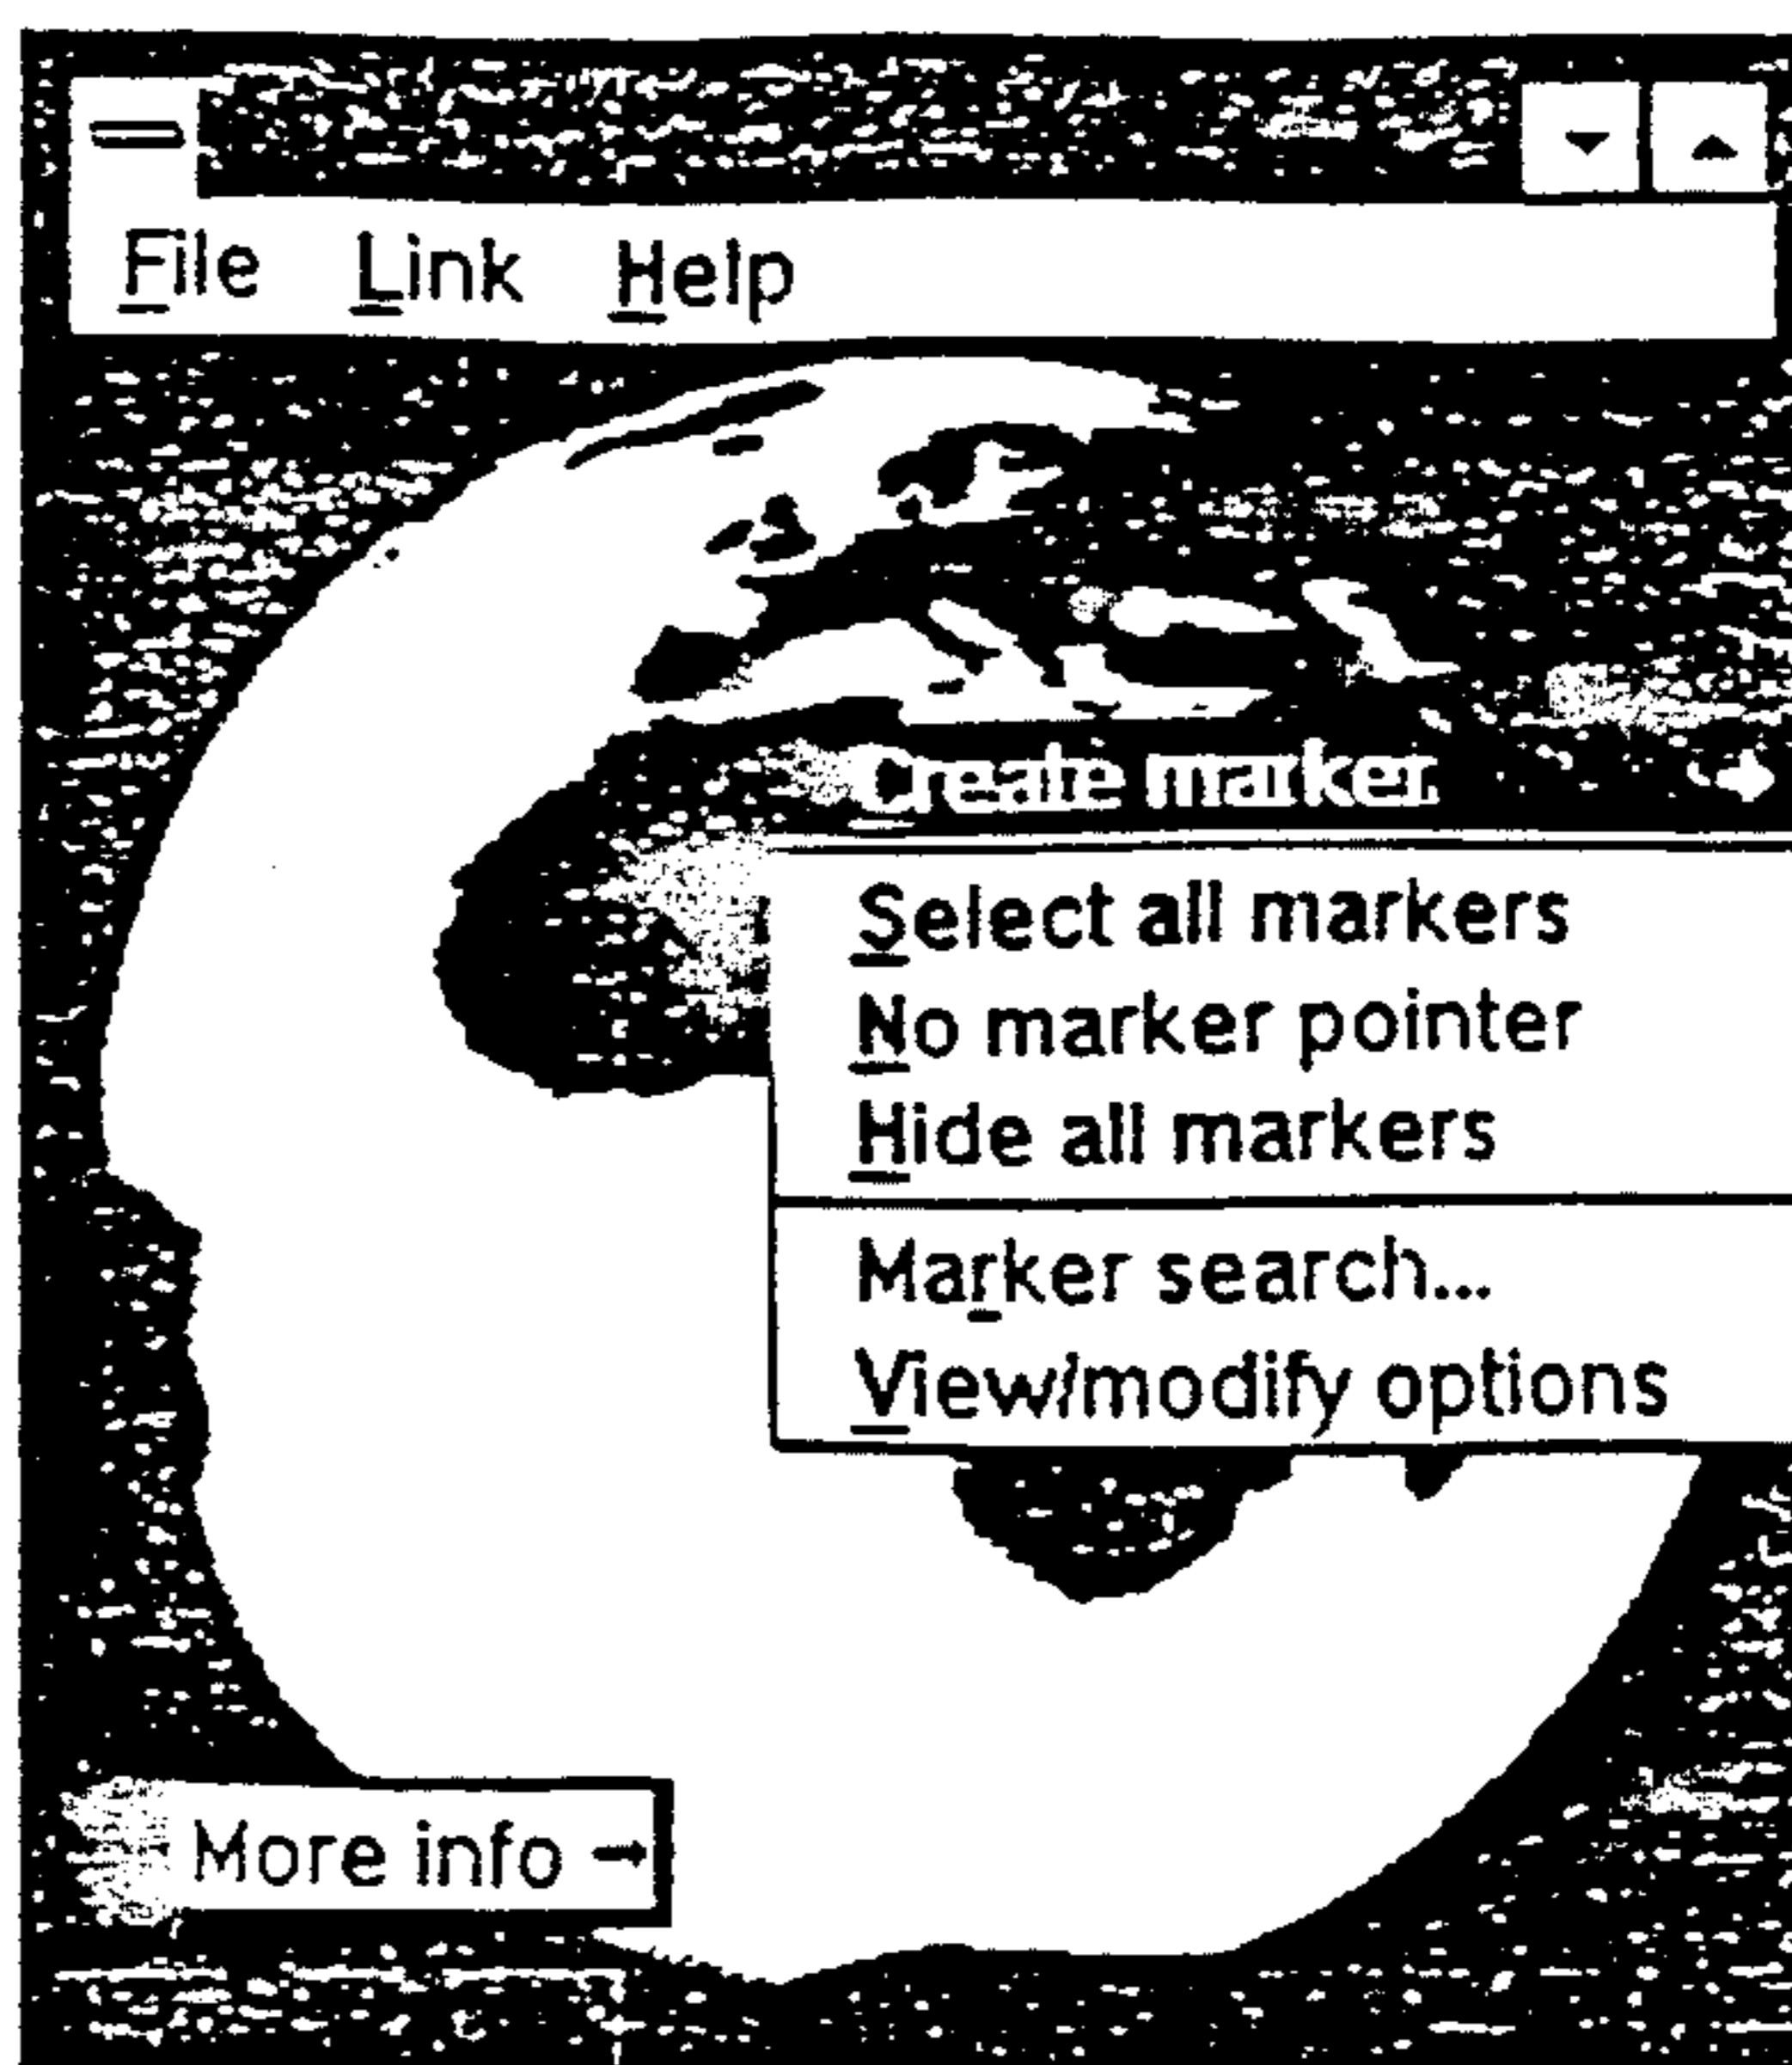 File Link Help
Create marker
Select all markers
No marker pointer
Hide all markers
Marker search...
View/modify options
More info →